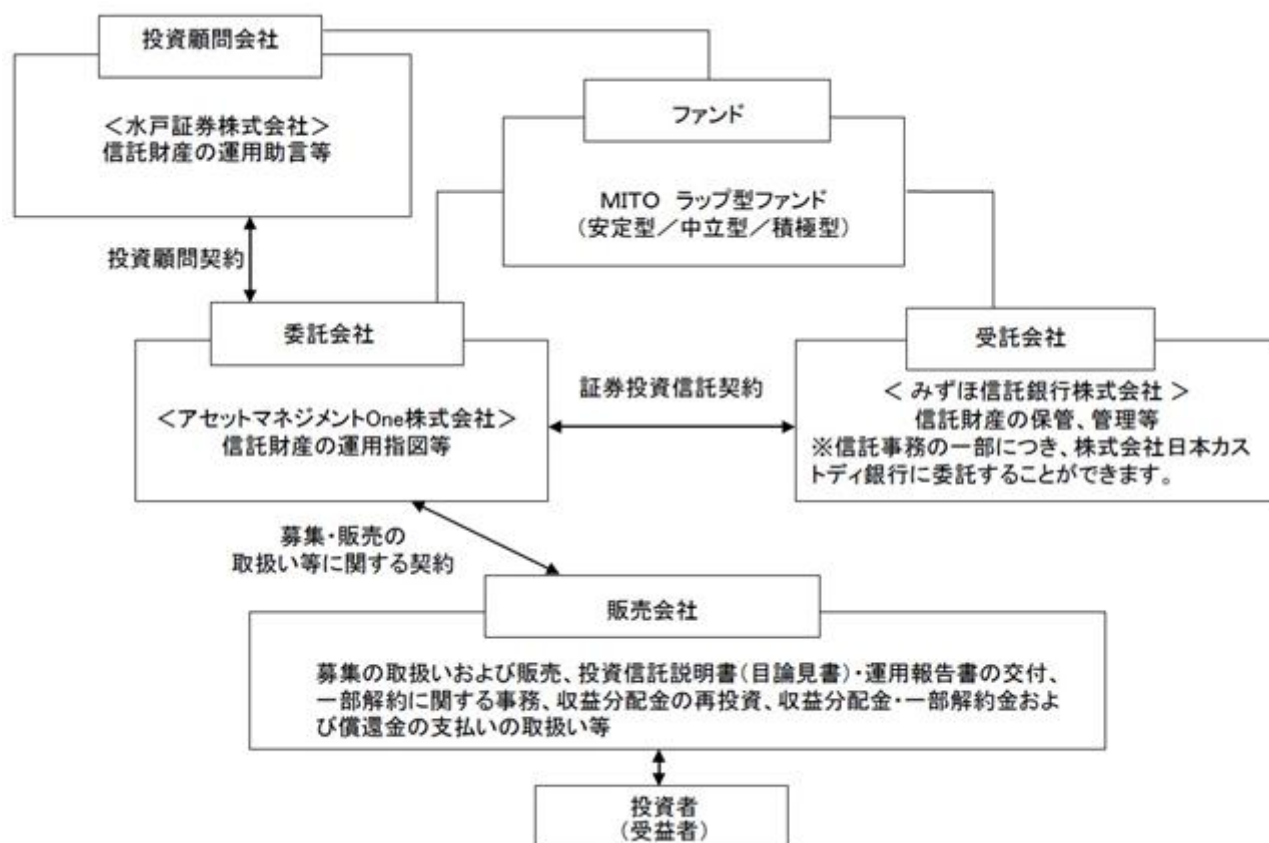 投資顧問会社
<水戸証券株式会社>
信託財産の運用助言等
ファンド
MITO ラップ型ファンド
(安定型/中立型/積極型)
投資顧問契約
委託会社
<アセットマネジメントOne株式会社>
信託財産の運用指図等
証券投資信託契約
受託会社
< みずほ信託銀行株式会社 >
信託財産の保管、管理等
※信託事務の一部につき、株式会社日本カス
トディ銀行に委託することができます。
募集・販売の
取扱い等に関する契約
販売会社
募集の取扱いおよび販売、投資信託説明書(目論見書)・運用報告書の交付、
一部解約に関する事務、収益分配金の再投資、収益分配金・一部解約金およ
び償還金の支払いの取扱い等
投資者
(受益者)